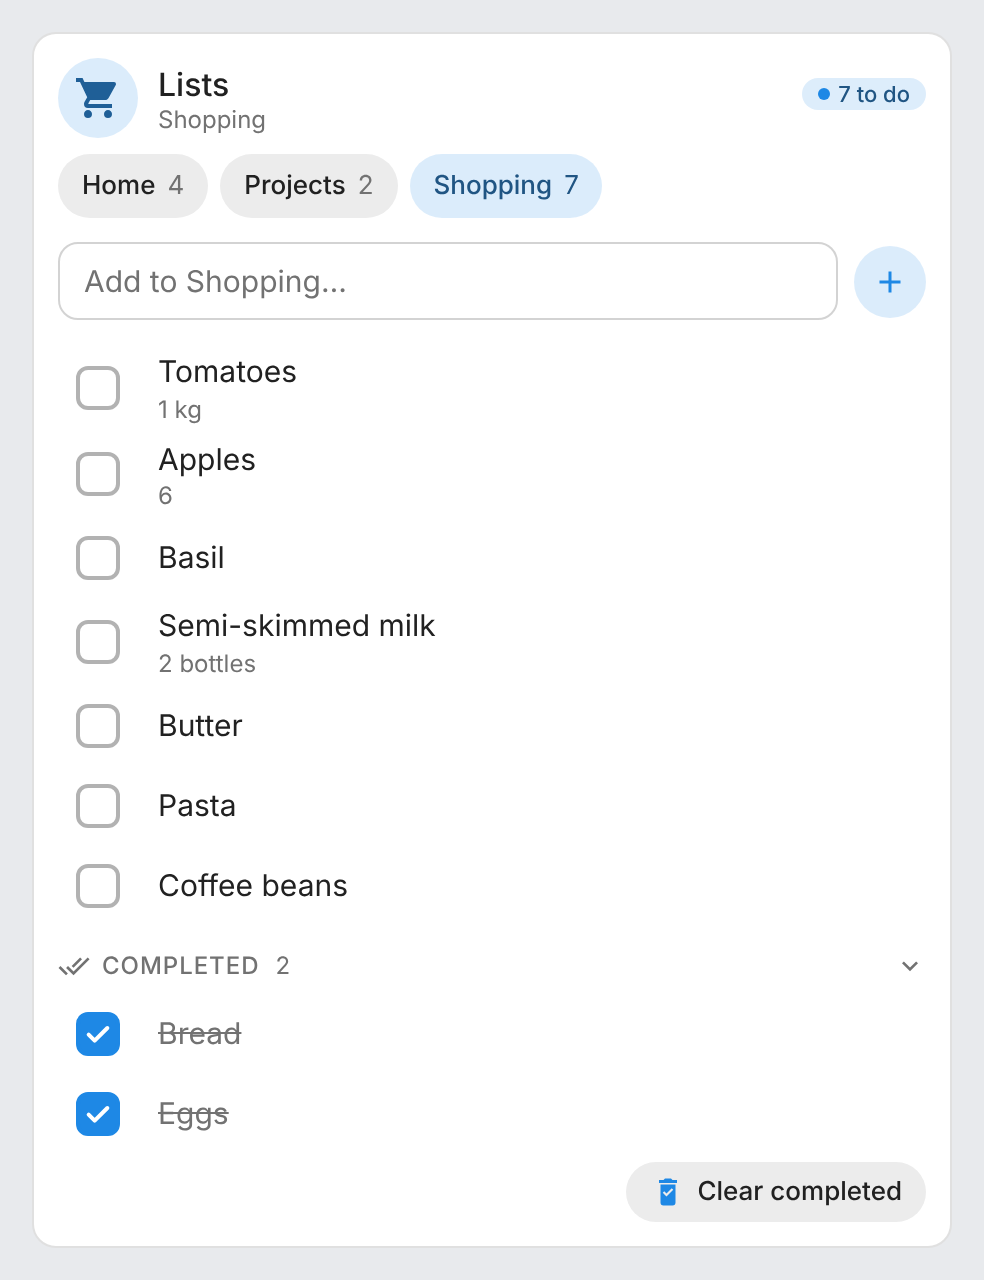 Lists
Shopping
7 to do
Home 4
Projects 2
Shopping 7
Add to Shopping...
Tomatoes
1 kg
Apples
6
Basil
Semi-skimmed milk
2 bottles
Butter
Pasta
Coffee beans
COMPLETED 2
Bread
Eggs
Clear completed